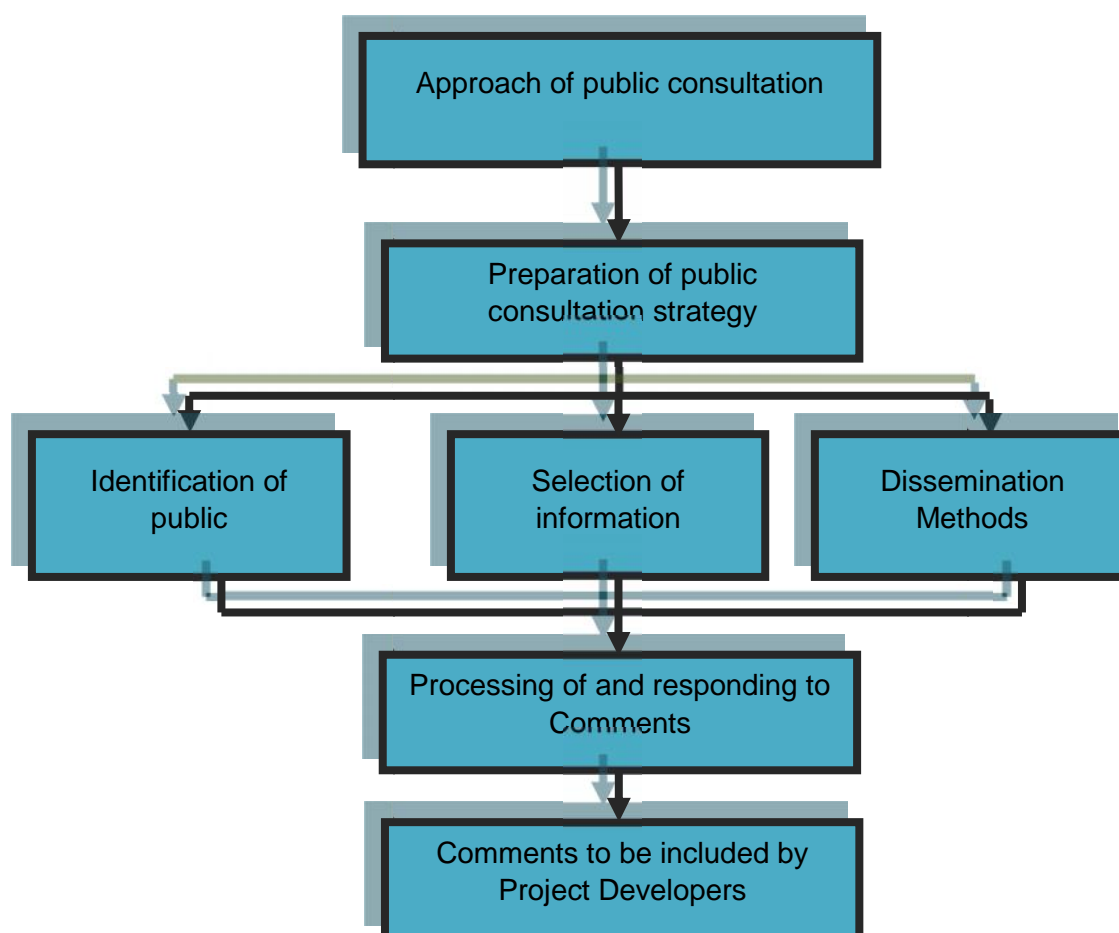 Approach of public consultation
Preparation of public
consultation strategy
Identification of
public
Selection of
information
Dissemination
Methods
Processing of and responding to
Comments
Comments to be included by
Project Developers